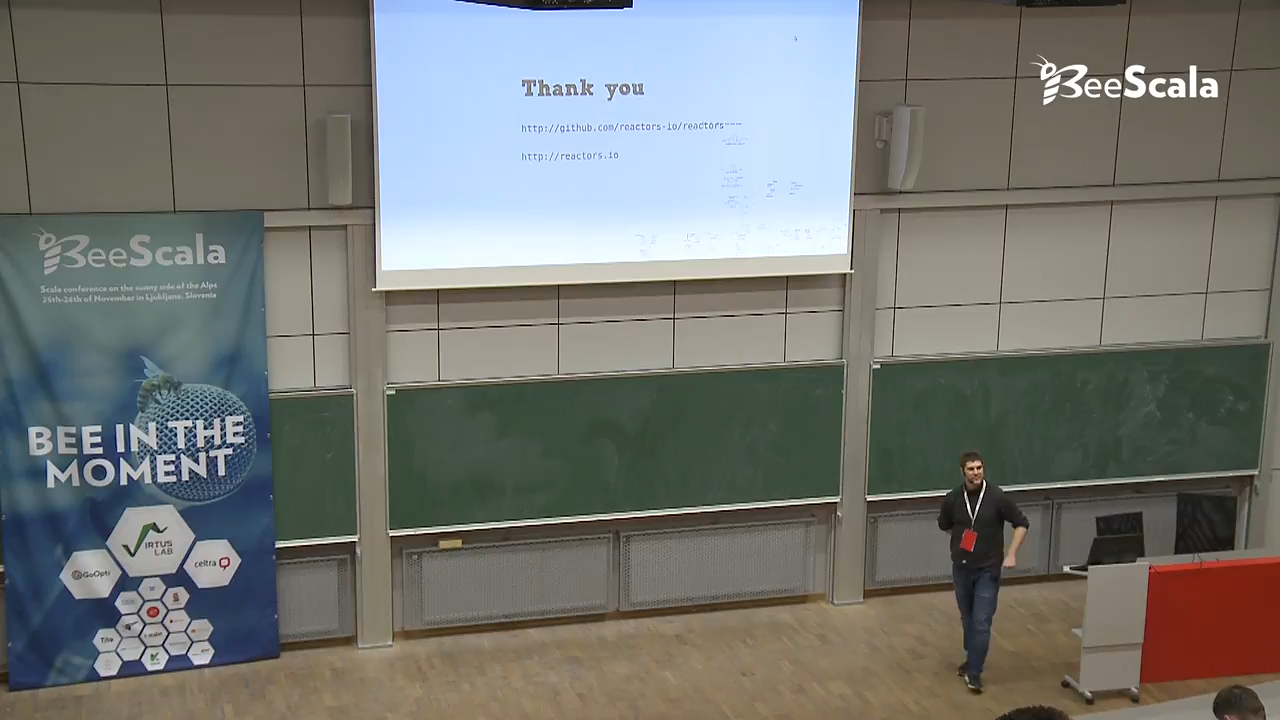 Thank you
http://github.com/reactors-io/reactors
http://reactors.io
BeeScala
BeeScala
Scala conference on the sunny side of the Alps
25th-26th of November in Ljubljana, Slovenia
BEE IN THE
MOMENT
VIRTUS
LAB
GoOpti
celtra